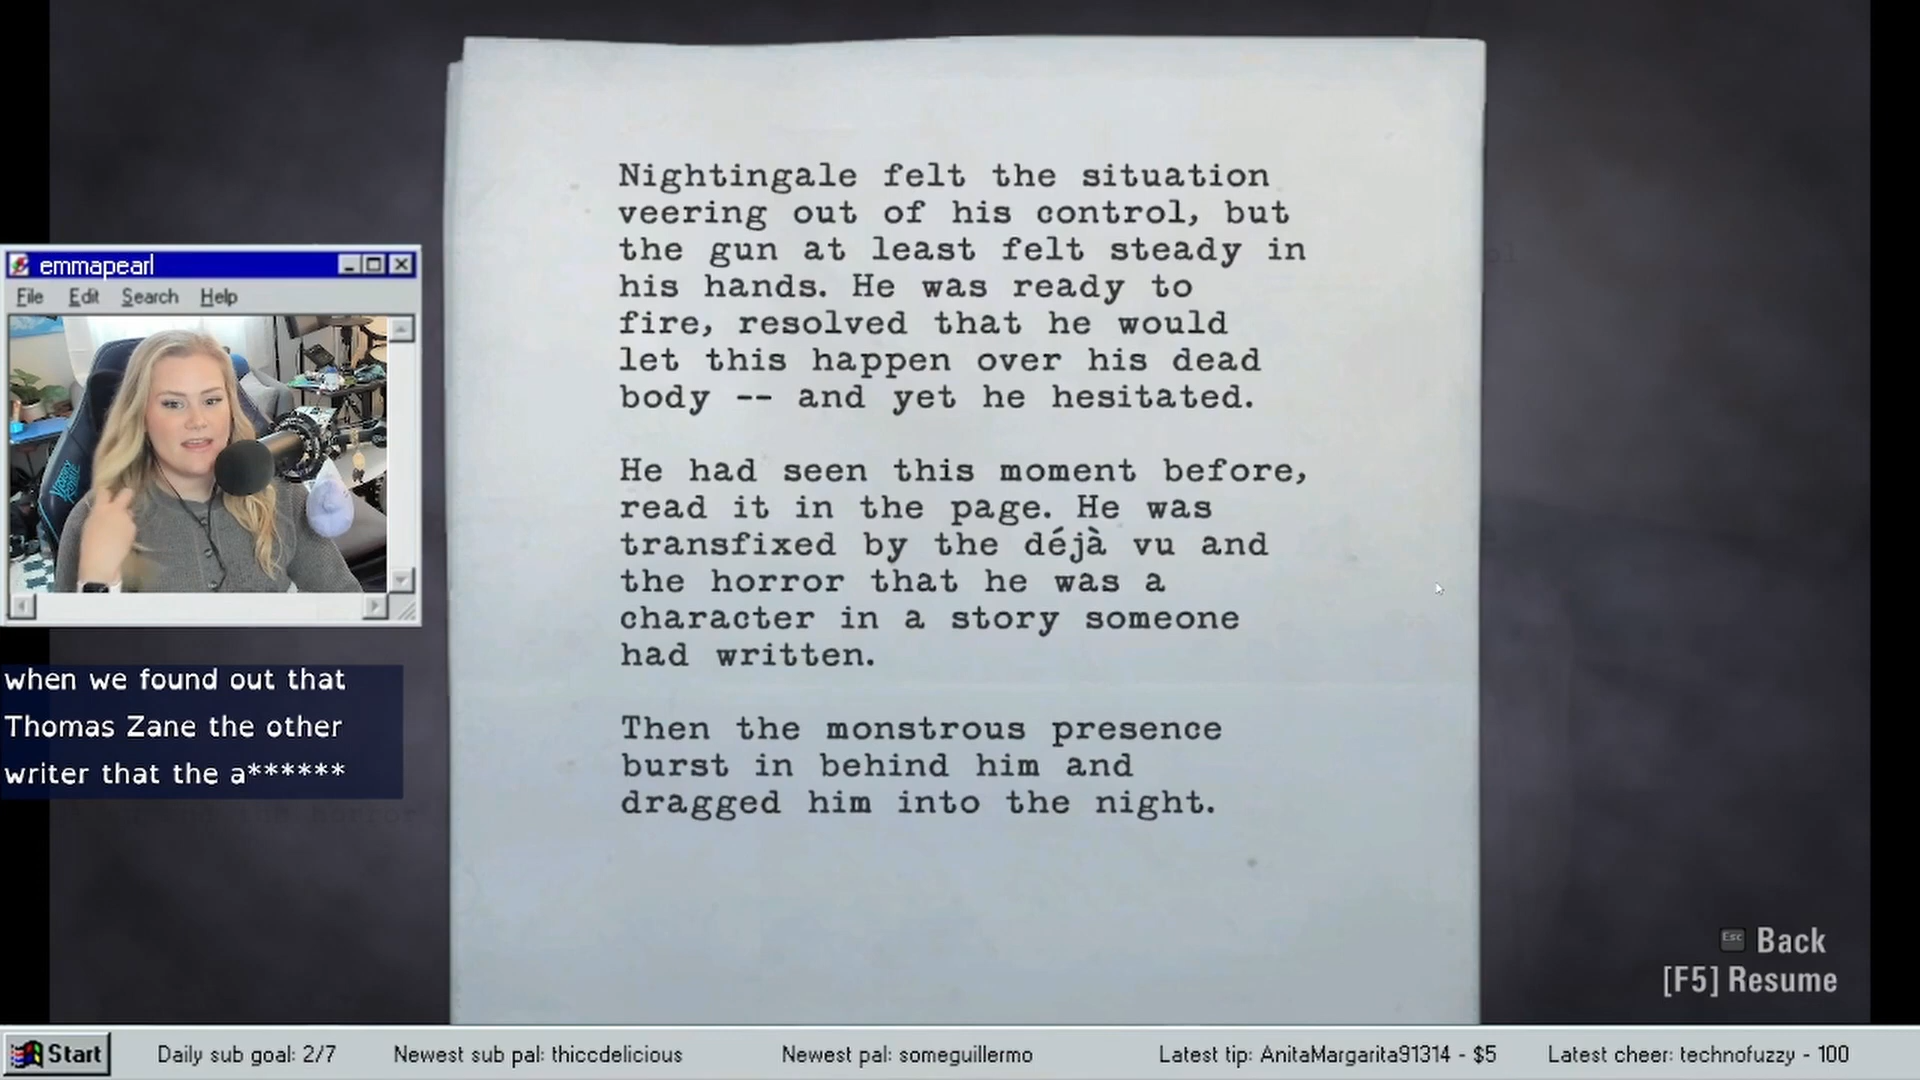 Nightingale felt the situation
veering out of his control, but
the gun at least felt steady in
his hands. He was ready to
fire, resolved that he would
let this happen over his dead
body -- and yet he hesitated.
He had seen this moment before,
read it in the page. He was
transfixed by the déjà vu and
the horror that he was a
character in a story someone
had written.
Then the monstrous presence
burst in behind him and
dragged him into the night.
emmapearl
File Edit Search Help
when we found out that
Thomas Zane the other
writer that the a******
Esc Back
[F5] Resume
Start Daily sub goal: 2/7 Newest sub pal: thiccdelicious Newest pal: someguillermo Latest tip: AnitaMargarita91314 - $5 Latest cheer: technofuzzy - 100